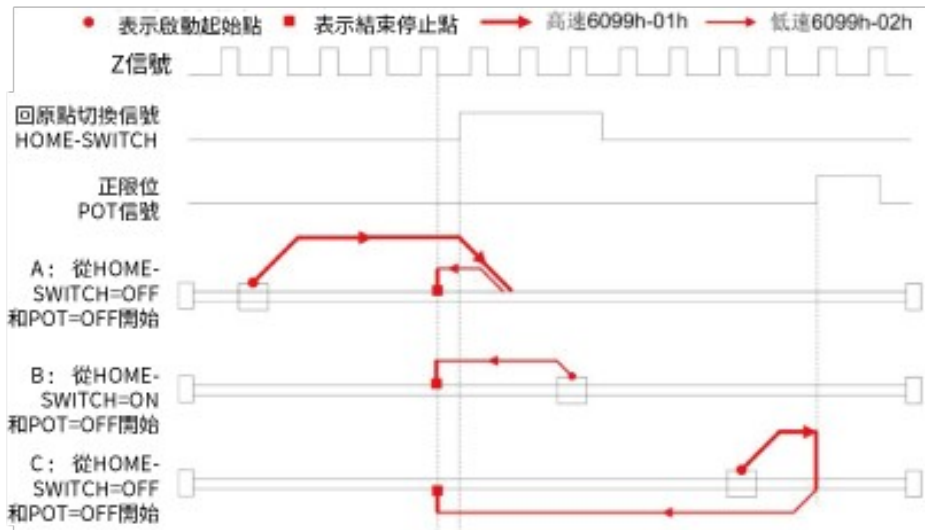 表示啟動起始點 表示結束停止點 高速6099h-01h 低速6099h-02h
Z信號
回原點切換信號
HOME-SWITCH
正限位
POT信號
A： 從HOME-
SWITCH=OFF
和POT=OFF開始
B： 從HOME-
SWITCH=ON
和POT=OFF開始
C： 從HOME-
SWITCH=OFF
和POT=OFF開始